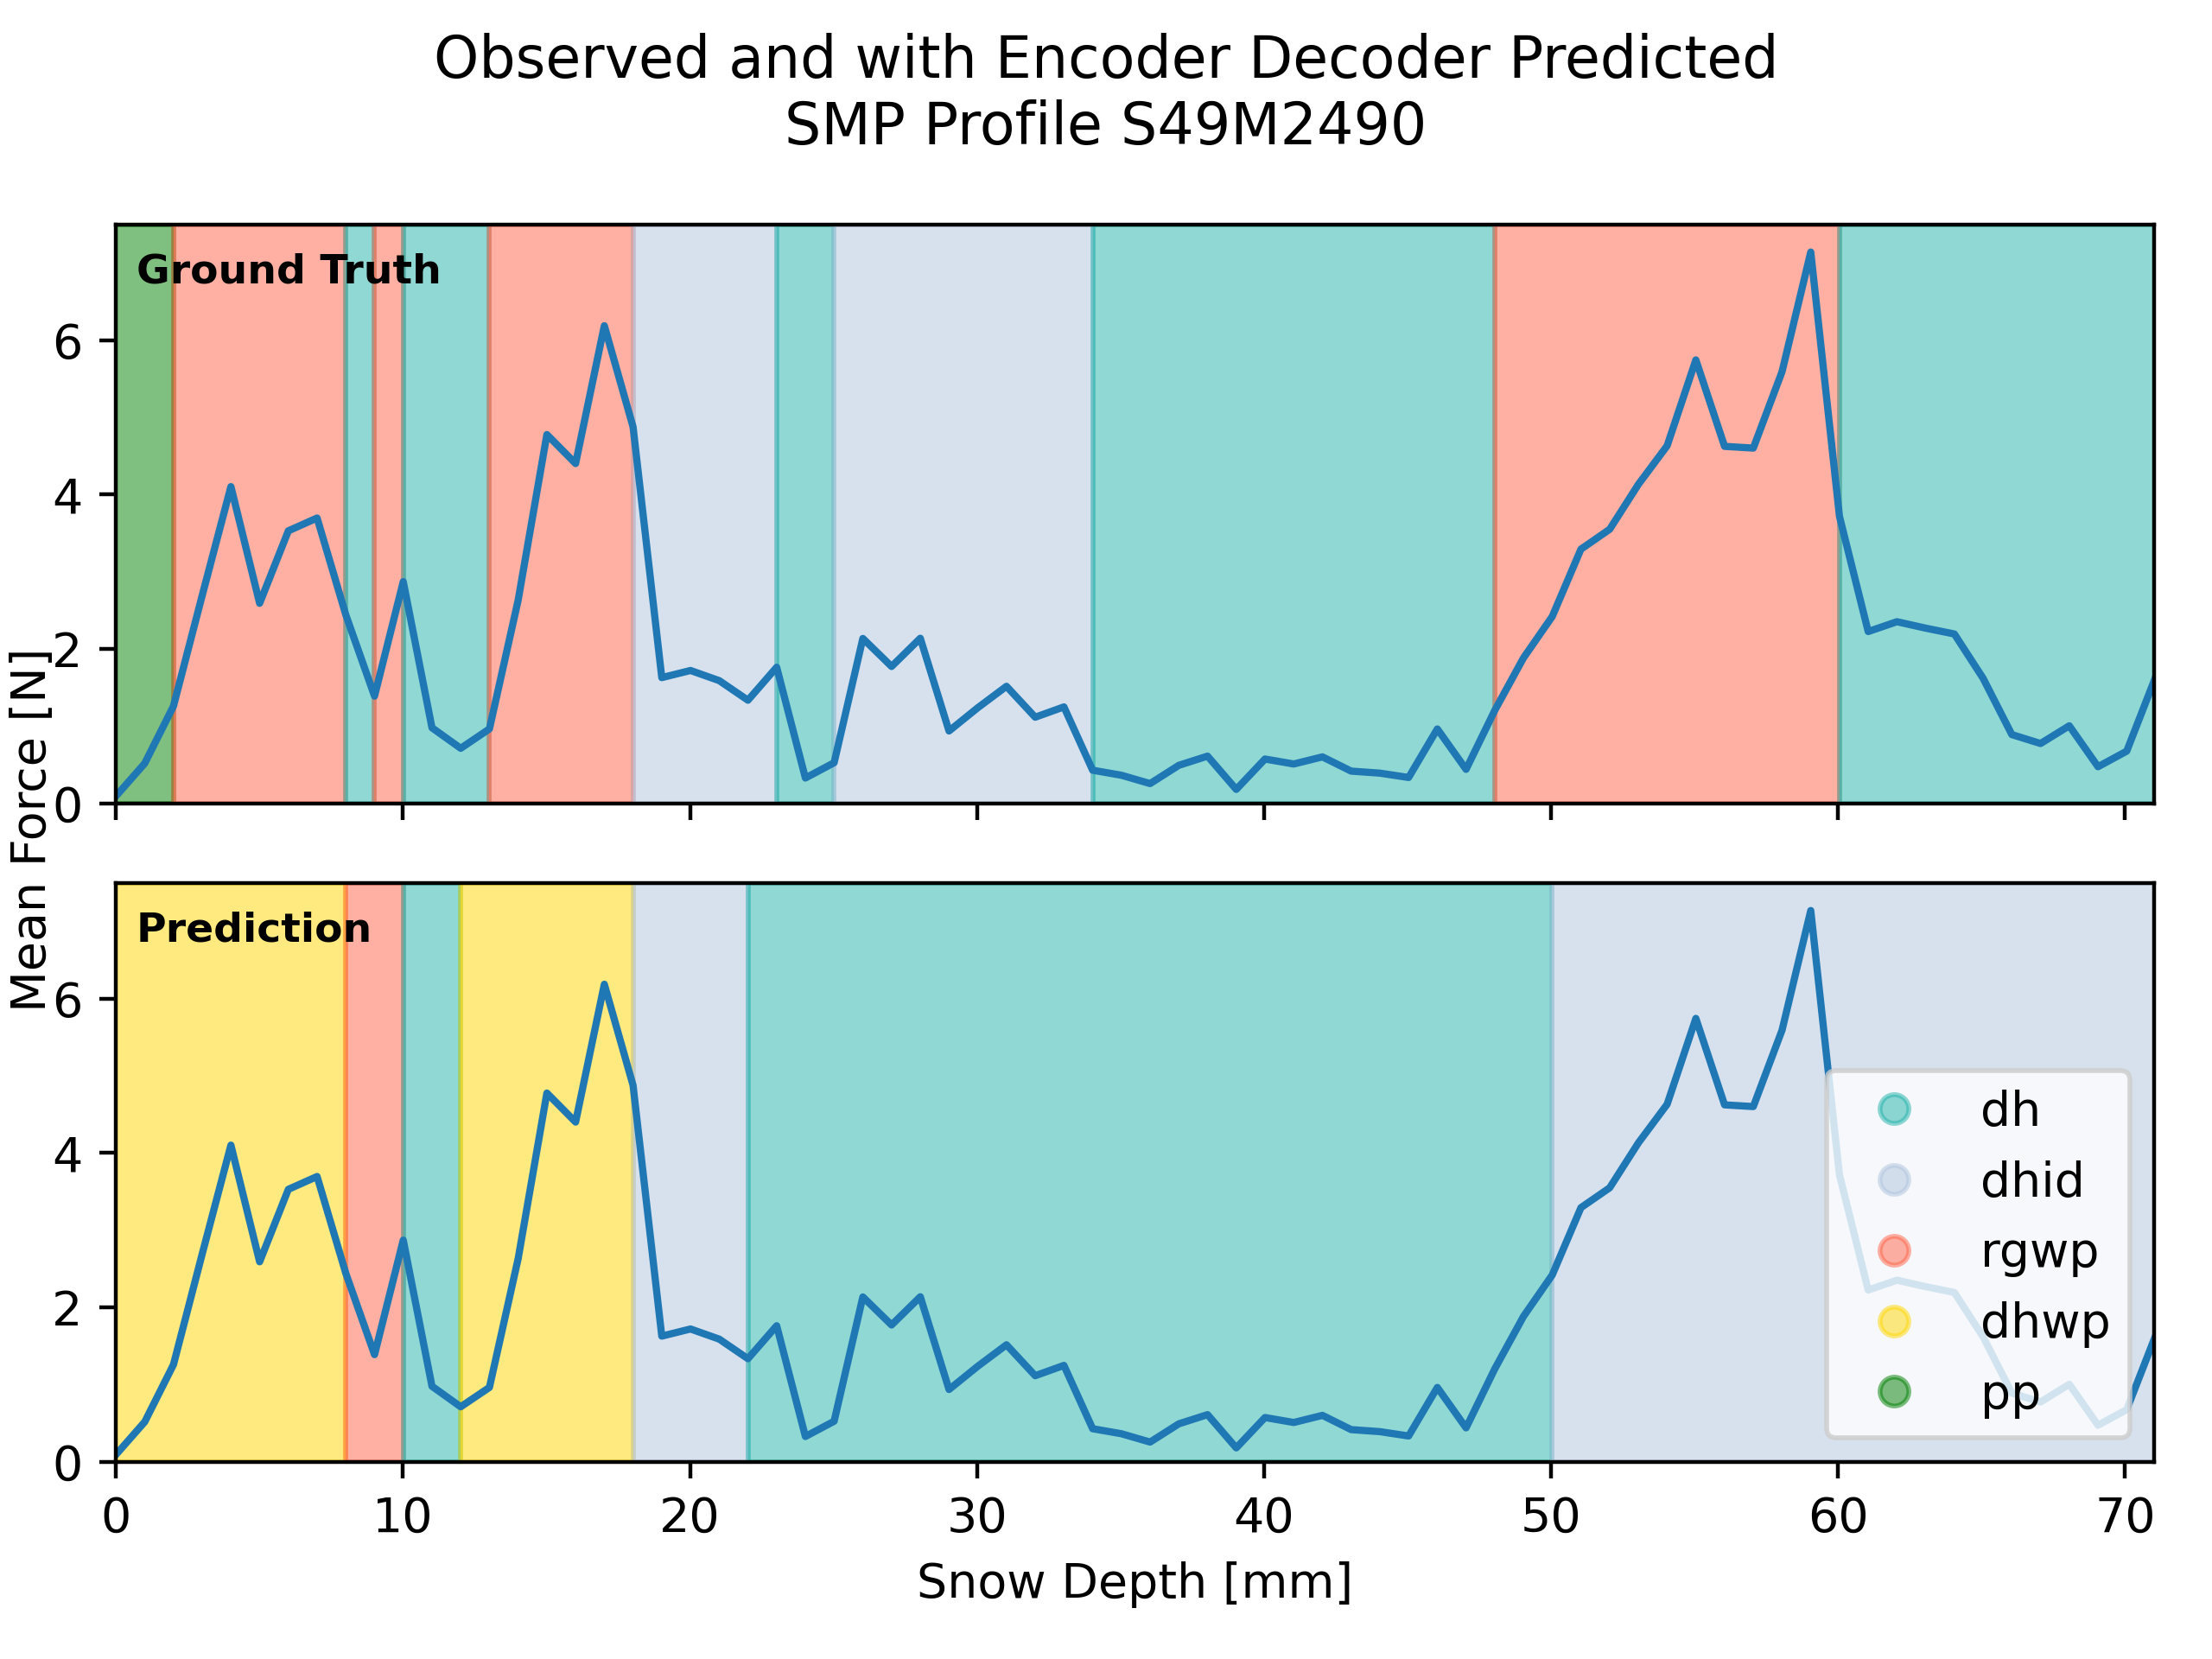 Observed and with Encoder Decoder Predicted
SMP Profile S49M2490
Ground Truth
6
4
2
0
Mean Force [N]
Prediction
6
4
2
0
dh
dhid
rgwp
dhwp
pp
0 10 20 30 40 50 60 70
Snow Depth [mm]